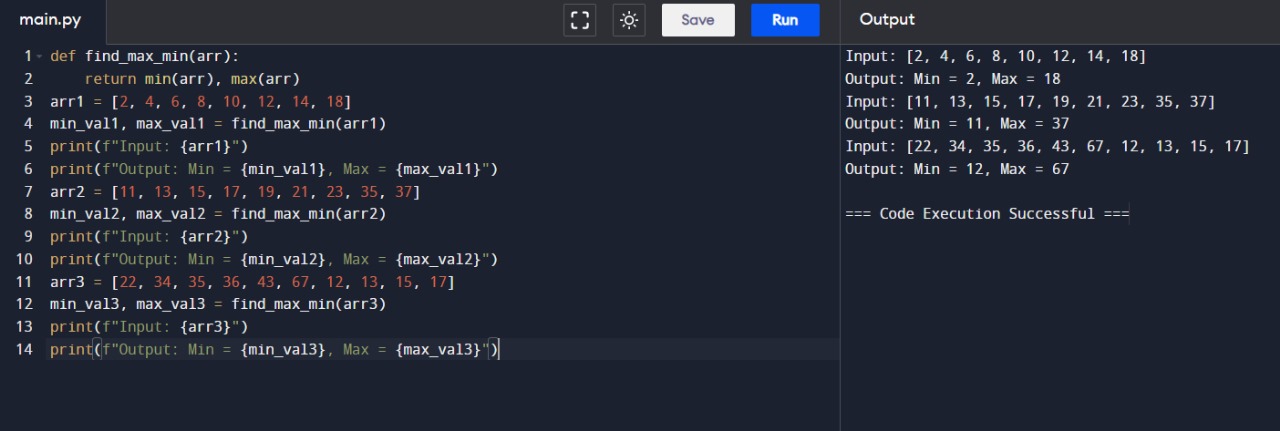 main.py
Save
Run
Output
1 def find_max_min(arr):
2     return min(arr), max(arr)
3 arr1 = [2, 4, 6, 8, 10, 12, 14, 18]
4 min_val1, max_val1 = find_max_min(arr1)
5 print(f"Input: {arr1}")
6 print(f"Output: Min = {min_val1}, Max = {max_val1}")
7 arr2 = [11, 13, 15, 17, 19, 21, 23, 35, 37]
8 min_val2, max_val2 = find_max_min(arr2)
9 print(f"Input: {arr2}")
10 print(f"Output: Min = {min_val2}, Max = {max_val2}")
11 arr3 = [22, 34, 35, 36, 43, 67, 12, 13, 15, 17]
12 min_val3, max_val3 = find_max_min(arr3)
13 print(f"Input: {arr3}")
14 print(f"Output: Min = {min_val3}, Max = {max_val3}")
Input: [2, 4, 6, 8, 10, 12, 14, 18]
Output: Min = 2, Max = 18
Input: [11, 13, 15, 17, 19, 21, 23, 35, 37]
Output: Min = 11, Max = 37
Input: [22, 34, 35, 36, 43, 67, 12, 13, 15, 17]
Output: Min = 12, Max = 67
=== Code Execution Successful ===